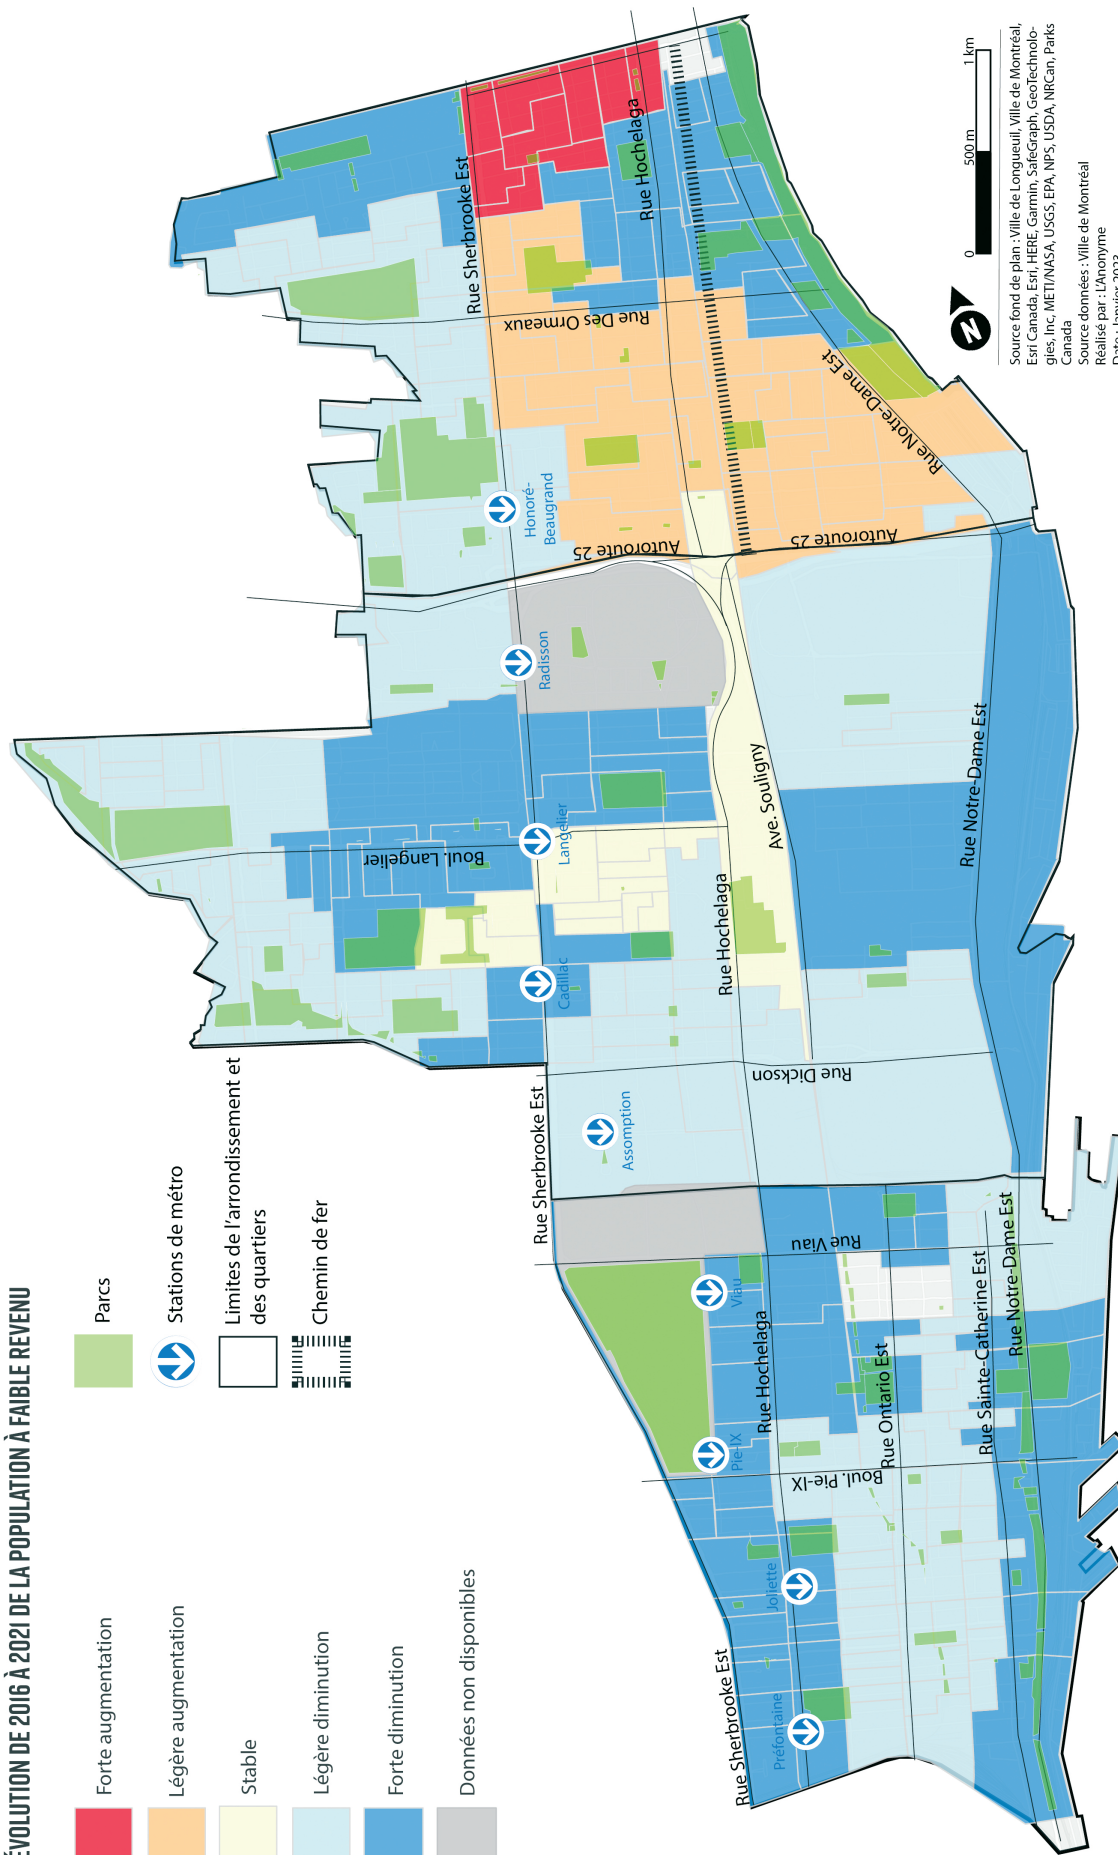 ÉVOLUTION DE 2016 À 2021 DE LA POPULATION À FAIBLE REVENU
Forte augmentation
Légère augmentation
Stable
Légère diminution
Forte diminution
Données non disponibles
Parcs
Stations de métro
Limites de l'arrondissement et
des quartiers
Chemin de fer
Rue Sherbrooke Est
Préfontaine
Joliette
Pie-IX
Viau
Rue Hochelaga
Boul. Pie-IX
Rue Ontario Est
Rue Viau
Rue Sainte-Catherine Est
Rue Notre-Dame Est
Rue Sherbrooke Est
Assomption
Rue Dickson
Cadillac
Langelier
Boul. Langelier
Rue Hochelaga
Ave. Souligny
Rue Notre-Dame Est
Radisson
Honoré-
Beaugrand
Autoroute 25
Autoroute 25
Rue Sherbrooke Est
Rue Des Ormeaux
Rue Hochelaga
Rue Notre-Dame Est
N
0
500 m
1 km
Source fond de plan : Ville de Longueuil, Ville de Montréal,
Esri Canada, Esri, HERE, Garmin, SafeGraph, GeoTechnolo-
gies, Inc, METI/NASA, USGS, EPA, NPS, USDA, NRCan, Parks
Canada
Source données : Ville de Montréal
Réalisé par : L'Anonyme
Date : Janvier 2023